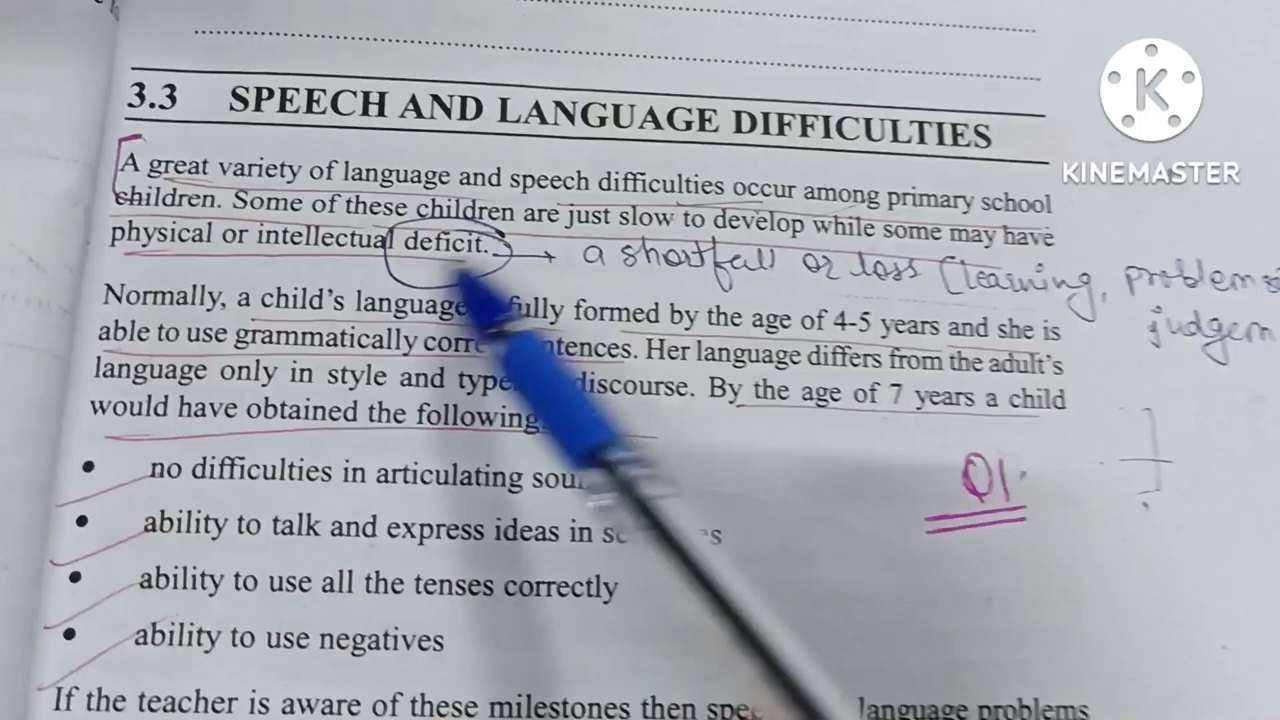 3.3 SPEECH AND LANGUAGE DIFFICULTIES
KINEMASTER
A great variety of language and speech difficulties occur among primary school
children. Some of these children are just slow to develop while some may have
physical or intellectual deficit. → a shortfall or loss (learning, problems
judgem
Normally, a child's language fully formed by the age of 4-5 years and she is
able to use grammatically Her language differs from the adult's
language only in style and discourse. By the age of 7 years a child
would have obtained the following
Q1.
• no difficulties in articulating
• ability to talk and express ideas in
• ability to use all the tenses correctly
• ability to use negatives
If the teacher is aware of these milestones then language problems